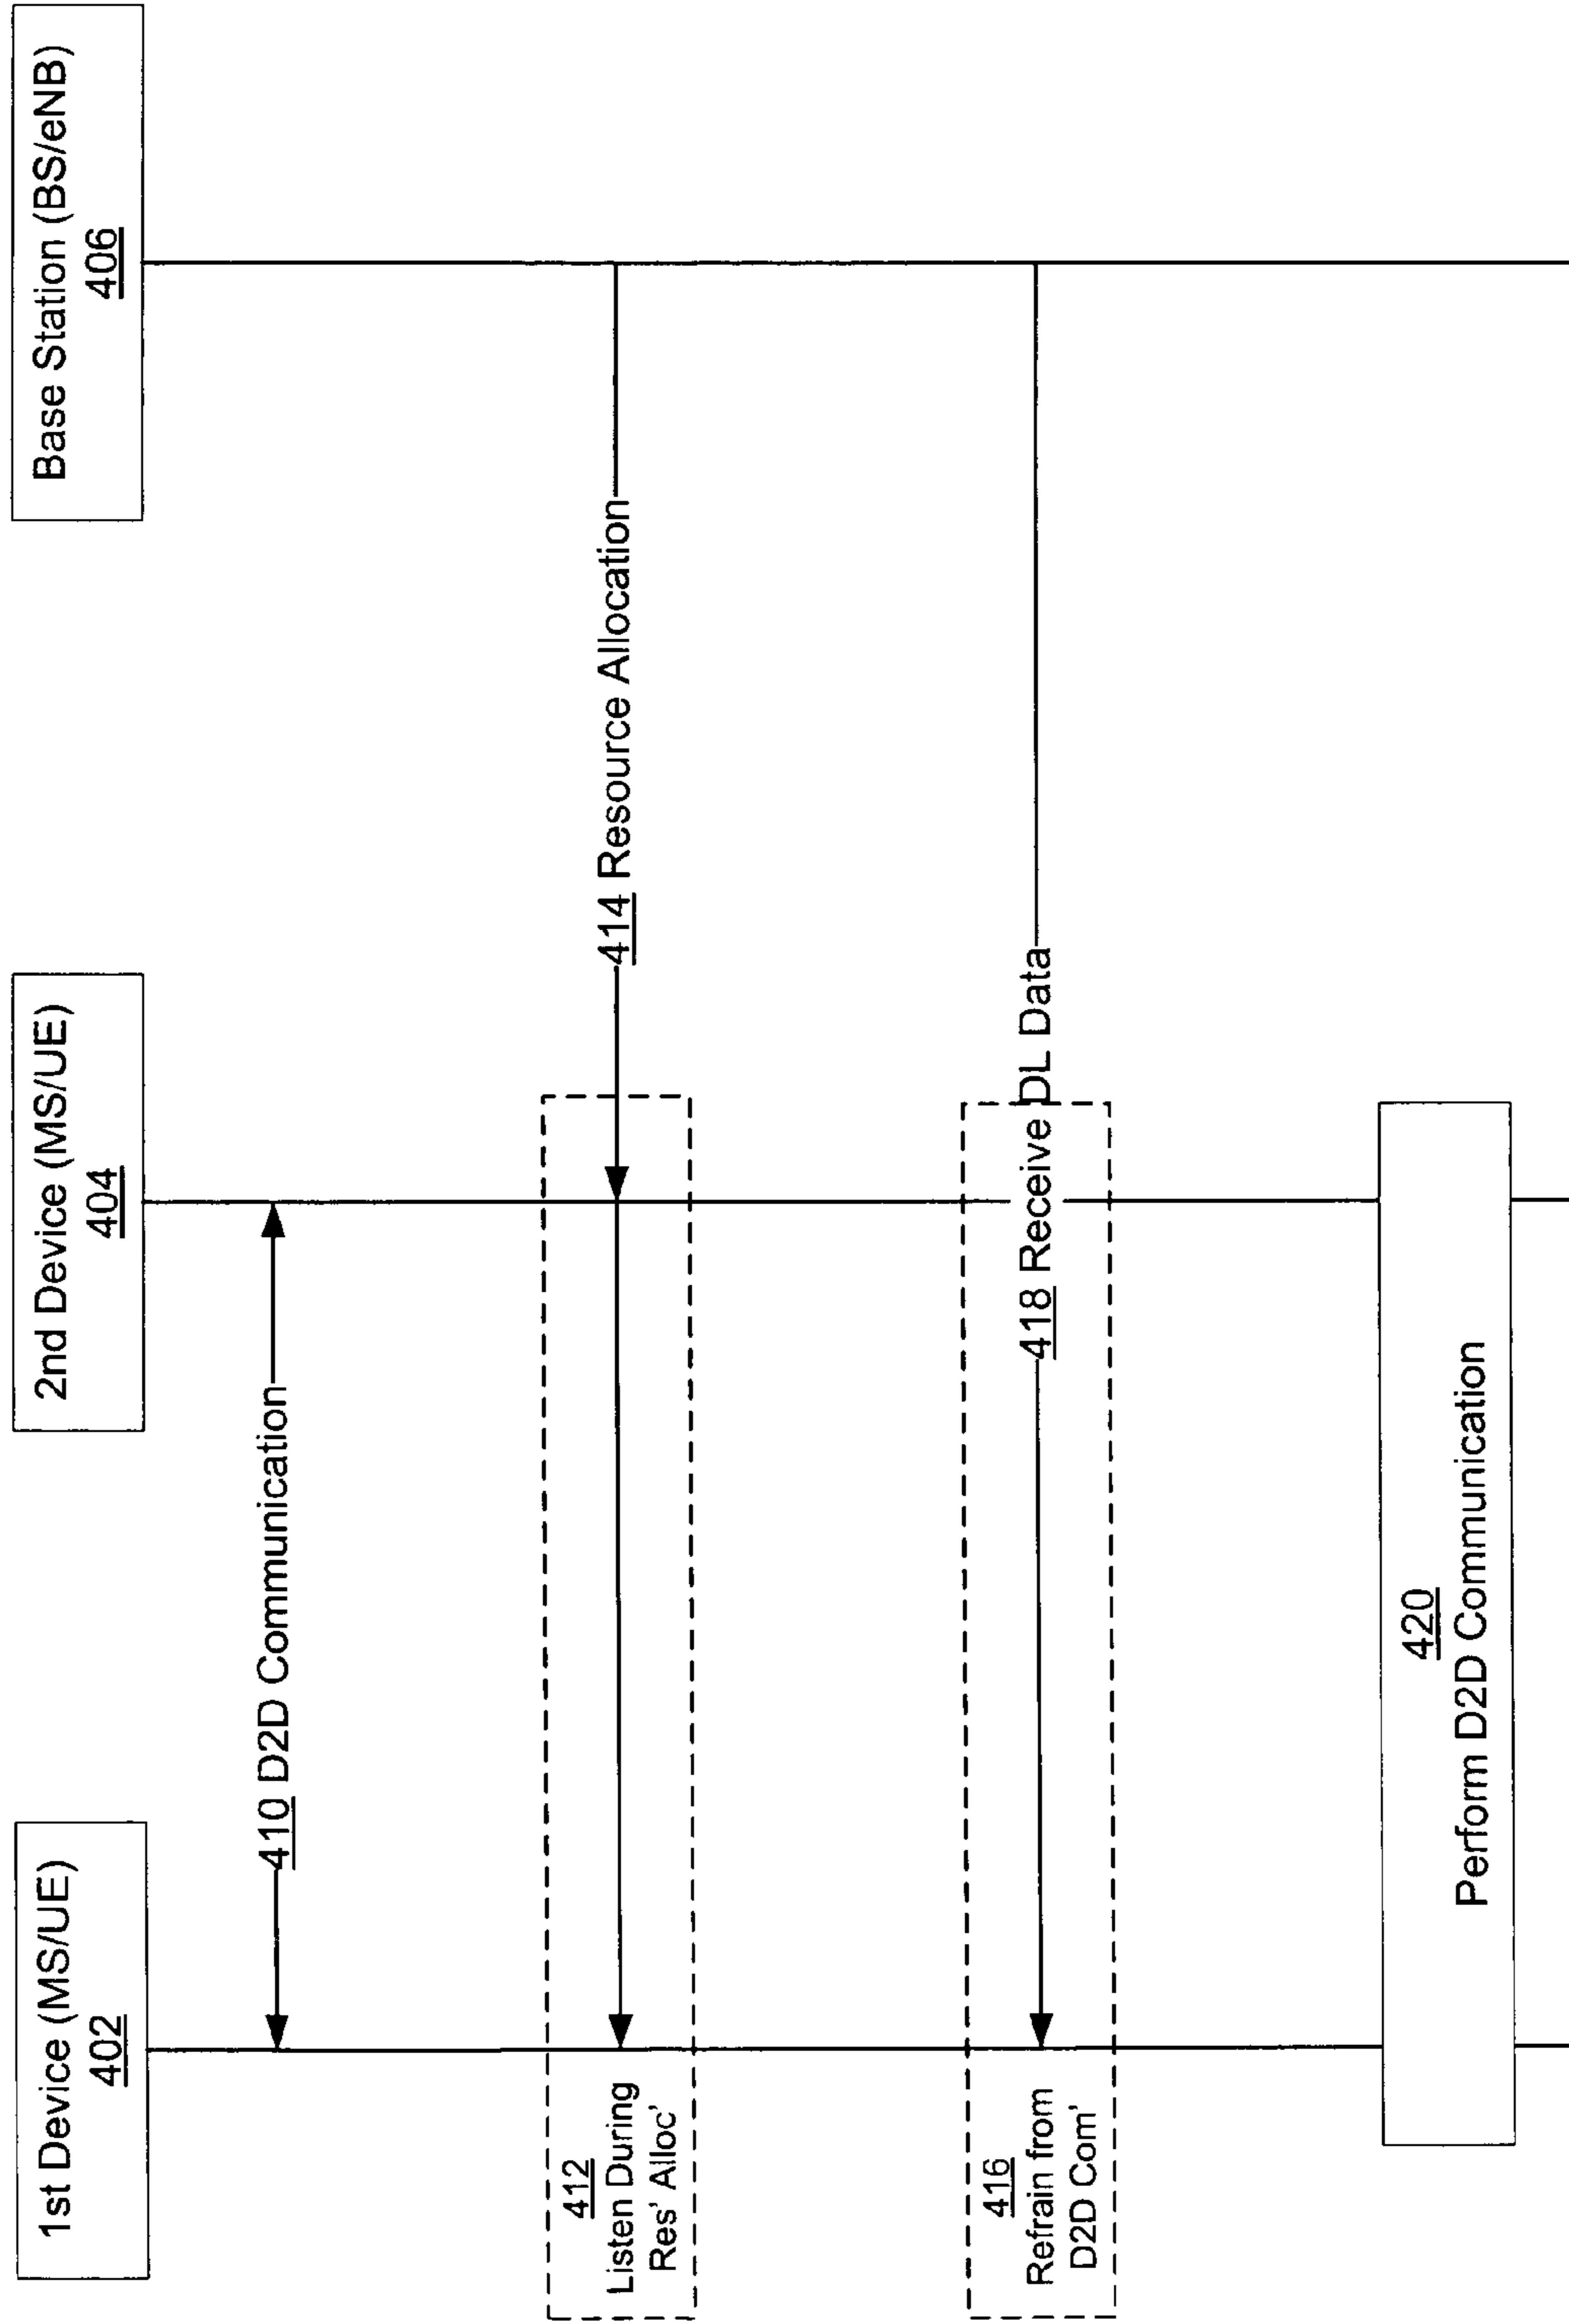 1st Device (MS/UE)
402
2nd Device (MS/UE)
404
Base Station (BS/eNB)
406
410 D2D Communication
412
Listen During
Res' Alloc'
414 Resource Allocation
416
Refrain from
D2D Com'
418 Receive DL Data
420
Perform D2D Communication